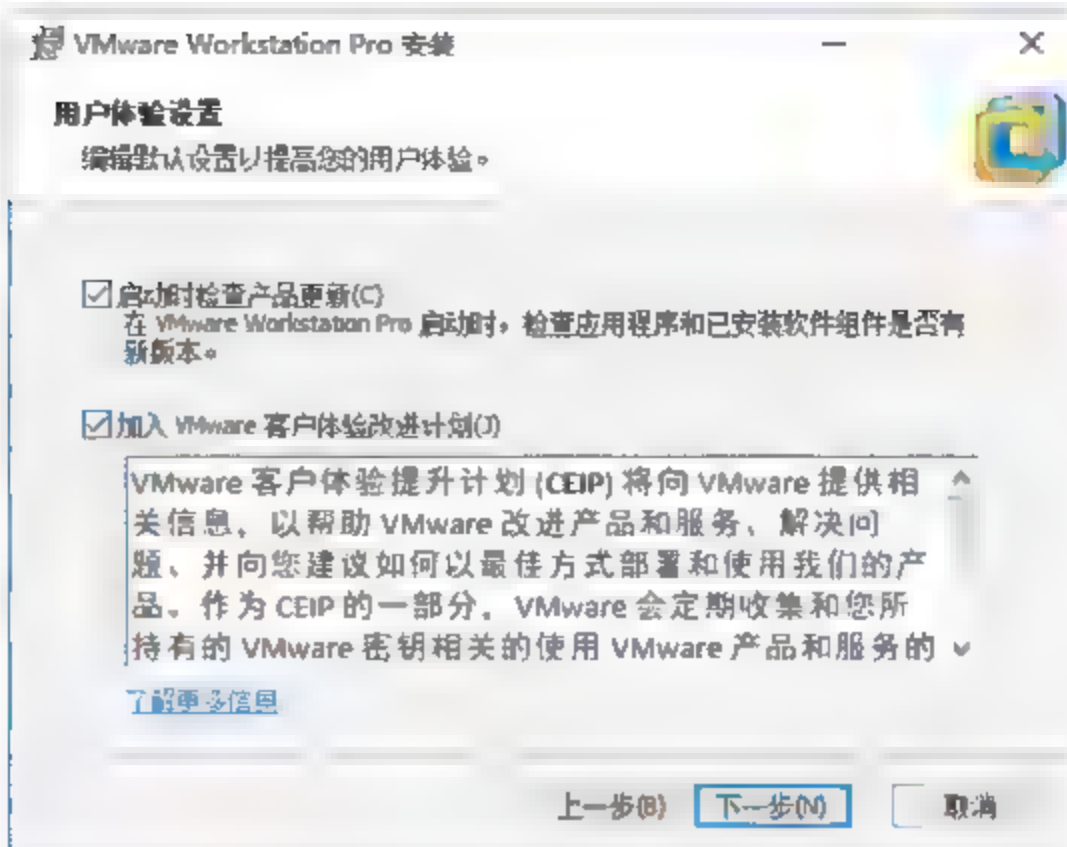 VMware Workstation Pro 安装
用户体验设置
编辑默认设置以提高您的用户体验。
启动时检查产品更新(C)
在 VMware Workstation Pro 启动时，检查应用程序和已安装软件组件是否有
新版本。
加入 VMware 客户体验改进计划(J)
VMware 客户体验提升计划 (CEIP) 将向 VMware 提供相
关信息，以帮助 VMware 改进产品和服务、解决问
题、并向您建议如何以最佳方式部署和使用我们的产
品。作为 CEIP 的一部分，VMware 会定期收集和您所
持有的 VMware 密钥相关的使用 VMware 产品和服务的
了解更多信息
上一步(B) 下一步(N) 取消